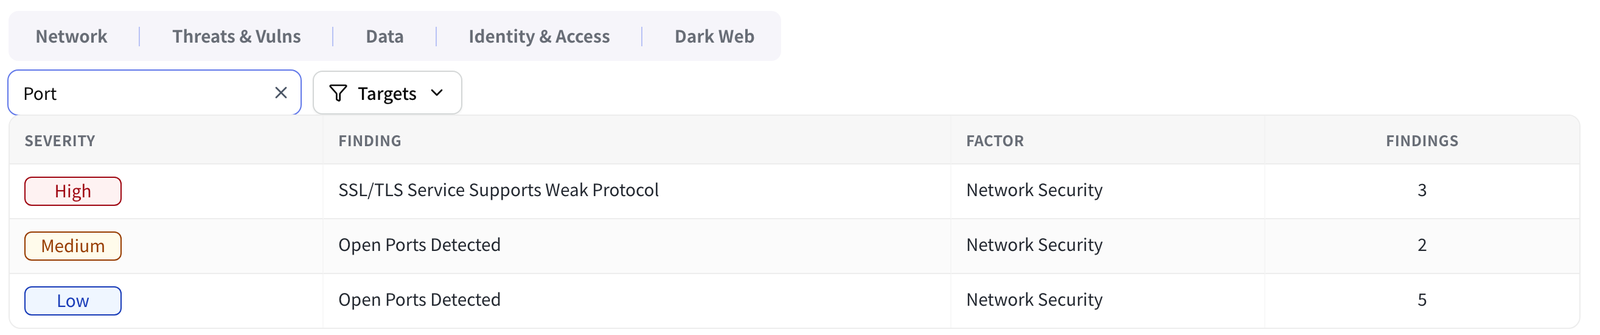 Network Threats & Vulns Data Identity & Access Dark Web
Port Targets
SEVERITY FINDING FACTOR FINDINGS
High SSL/TLS Service Supports Weak Protocol Network Security 3
Medium Open Ports Detected Network Security 2
Low Open Ports Detected Network Security 5